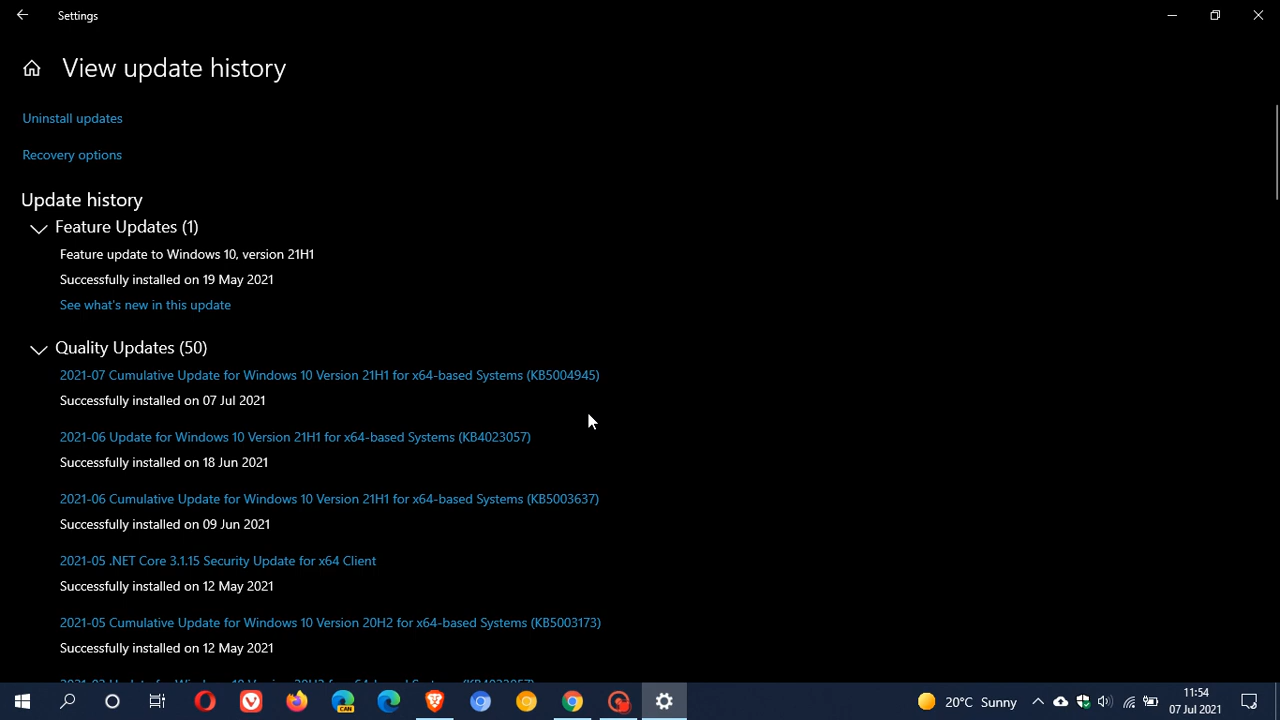 Settings
View update history
Uninstall updates
Recovery options
Update history
Feature Updates (1)
Feature update to Windows 10, version 21H1
Successfully installed on 19 May 2021
See what's new in this update
Quality Updates (50)
2021-07 Cumulative Update for Windows 10 Version 21H1 for x64-based Systems (KB5004945)
Successfully installed on 07 Jul 2021
2021-06 Update for Windows 10 Version 21H1 for x64-based Systems (KB4023057)
Successfully installed on 18 Jun 2021
2021-06 Cumulative Update for Windows 10 Version 21H1 for x64-based Systems (KB5003637)
Successfully installed on 09 Jun 2021
2021-05 .NET Core 3.1.15 Security Update for x64 Client
Successfully installed on 12 May 2021
2021-05 Cumulative Update for Windows 10 Version 20H2 for x64-based Systems (KB5003173)
Successfully installed on 12 May 2021
CAN
20°C Sunny
11:54
07 Jul 2021